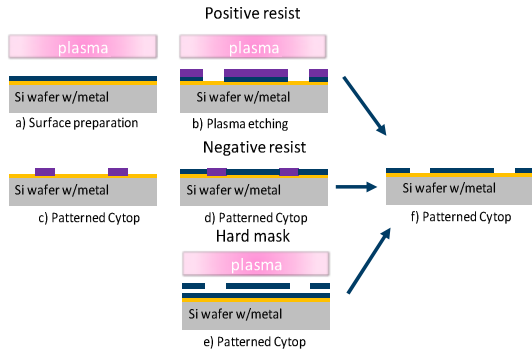 Positive resist
plasma
plasma
Si wafer w/metal
Si wafer w/metal
a) Surface preparation
b) Plasma etching
Negative resist
Si wafer w/metal
Si wafer w/metal
Si wafer w/metal
c) Patterned Cytop
d) Patterned Cytop
f) Patterned Cytop
Hard mask
plasma
Si wafer w/metal
e) Patterned Cytop